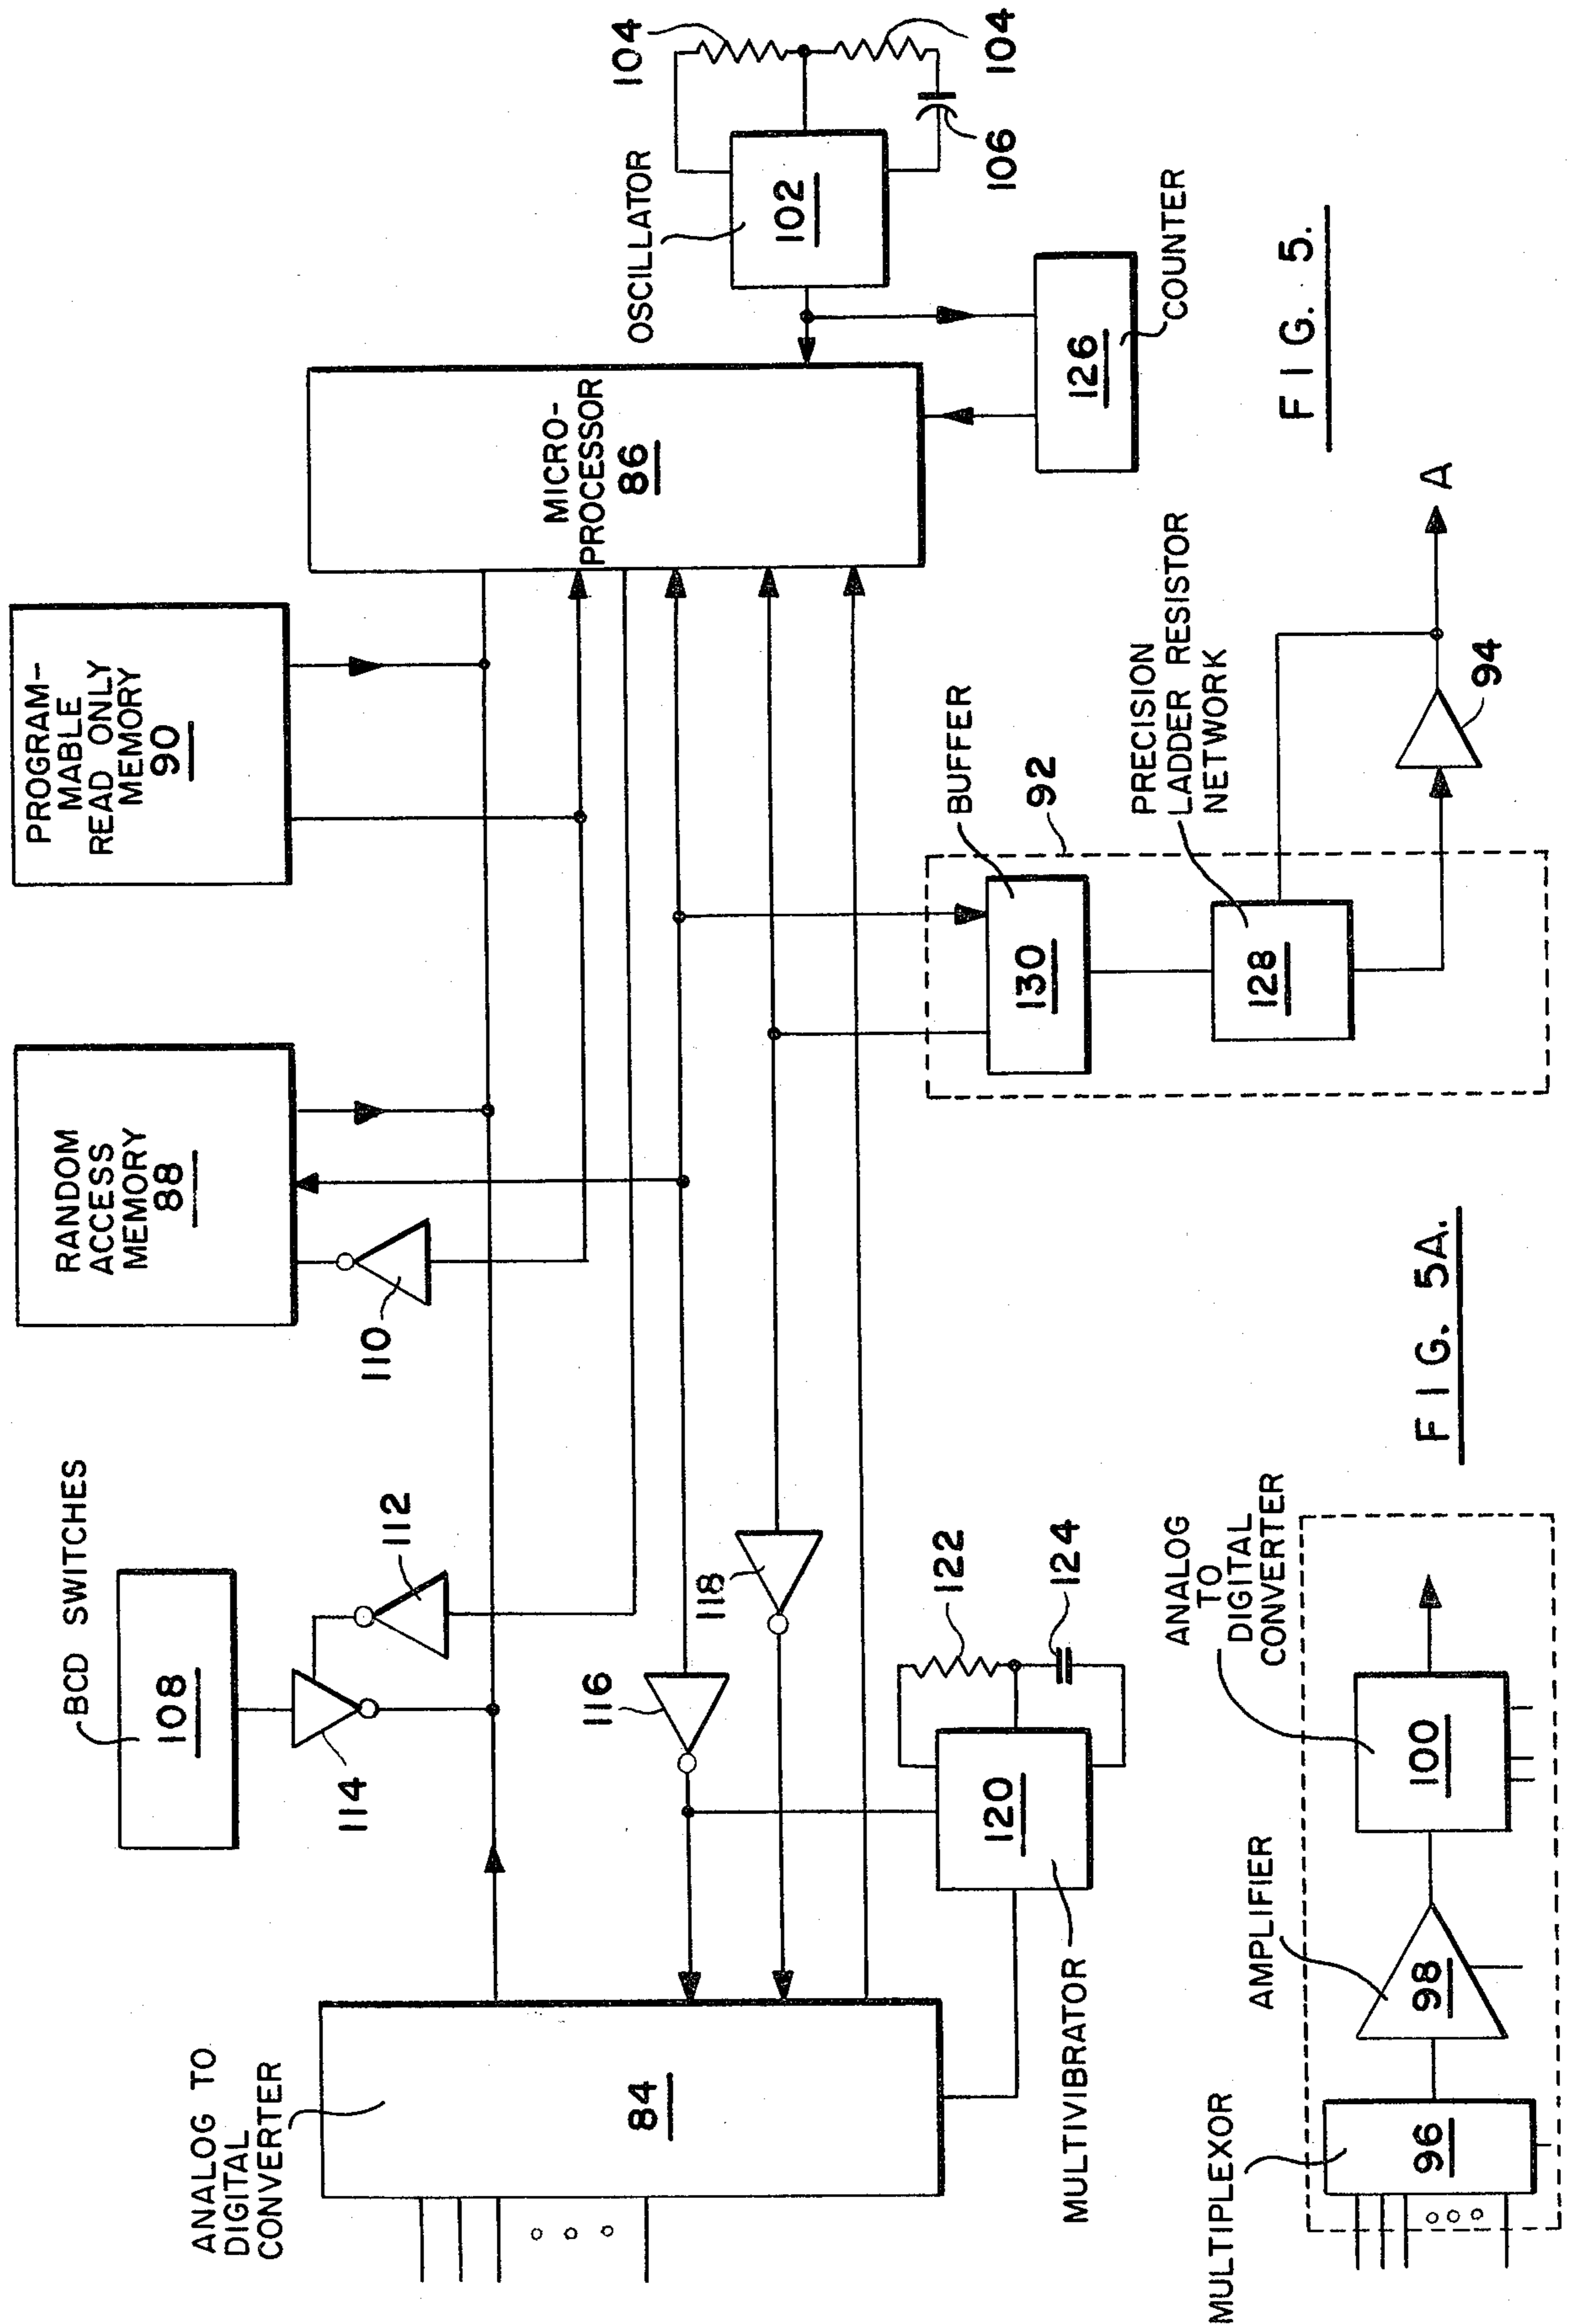 ANALOG TO
DIGITAL
CONVERTER
84
BCD SWITCHES
108
114
112
RANDOM
ACCESS
MEMORY
88
110
PROGRAM-
MABLE
READ ONLY
MEMORY
90
MICRO-
PROCESSOR
86
OSCILLATOR
102
104
104
106
126
COUNTER
116
118
120
122
124
MULTIVIBRATOR
BUFFER
130
92
PRECISION
LADDER RESISTOR
NETWORK
128
94
A
FIG. 5.
MULTIPLEXOR
96
AMPLIFIER
98
ANALOG
TO
DIGITAL
CONVERTER
100
FIG. 5A.